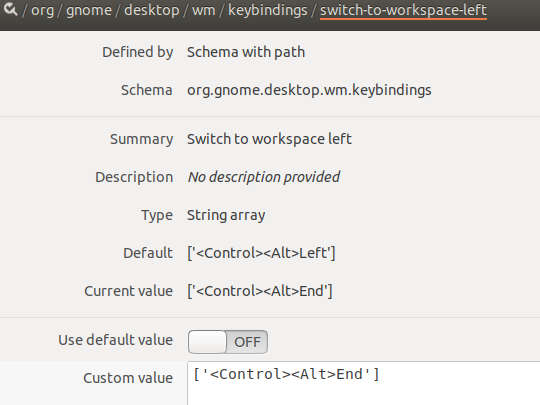 / org / gnome / desktop / wm / keybindings / switch-to-workspace-left
Defined by Schema with path
Schema org.gnome.desktop.wm.keybindings
Summary Switch to workspace left
Description No description provided
Type String array
Default ['<Control><Alt>Left']
Current value ['<Control><Alt>End']
Use default value OFF
Custom value ['<Control><Alt>End']